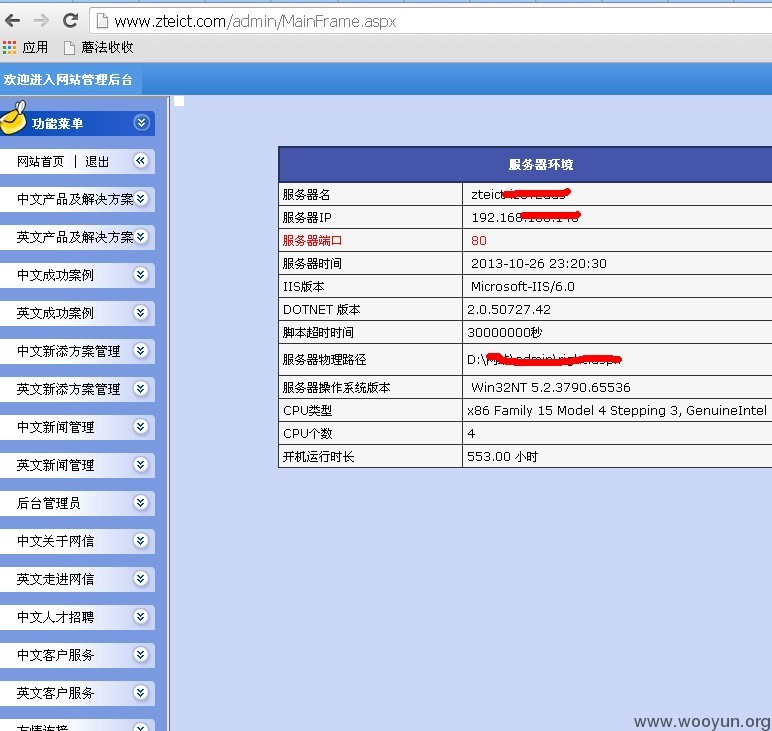 www.zteict.com/admin/MainFrame.aspx
应用 蘑法收收
欢迎进入网站管理后台
功能菜单
网站首页 | 退出
中文产品及解决方案
英文产品及解决方案
中文成功案例
英文成功案例
中文新添方案管理
英文新添方案管理
中文新闻管理
英文新闻管理
后台管理员
中文关于网信
英文走进网信
中文人才招聘
中文客户服务
英文客户服务
友情连接
服务器环境
服务器名 zteict
服务器IP 192.168.
服务器端口 80
服务器时间 2013-10-26 23:20:30
IIS版本 Microsoft-IIS/6.0
DOTNET 版本 2.0.50727.42
脚本超时时间 30000000秒
服务器物理路径 D:\
服务器操作系统版本 Win32NT 5.2.3790.65536
CPU类型 x86 Family 15 Model 4 Stepping 3, GenuineIntel
CPU个数 4
开机运行时长 553.00 小时
www.wooyun.org